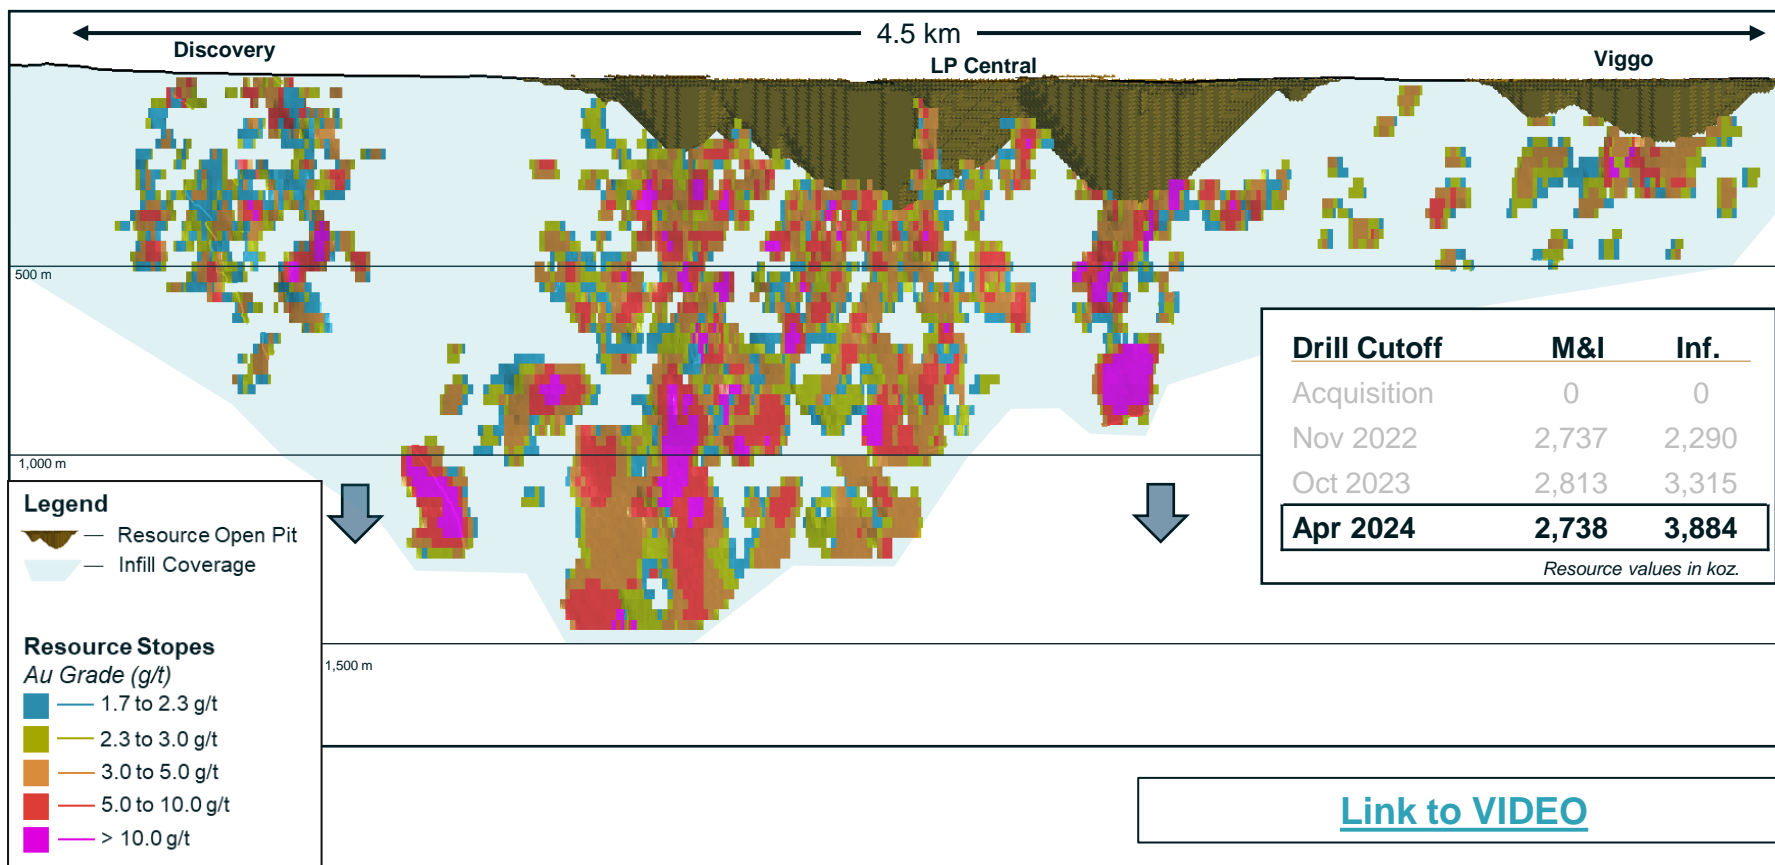 4.5 km
Discovery
LP Central
Viggo
500 m
1,000 m
1,500 m
Drill Cutoff M&I Inf.
Acquisition 0 0
Nov 2022 2,737 2,290
Oct 2023 2,813 3,315
Apr 2024 2,738 3,884
Resource values in koz.
Legend
Resource Open Pit
Infill Coverage
Resource Stopes
Au Grade (g/t)
1.7 to 2.3 g/t
2.3 to 3.0 g/t
3.0 to 5.0 g/t
5.0 to 10.0 g/t
> 10.0 g/t
Link to VIDEO